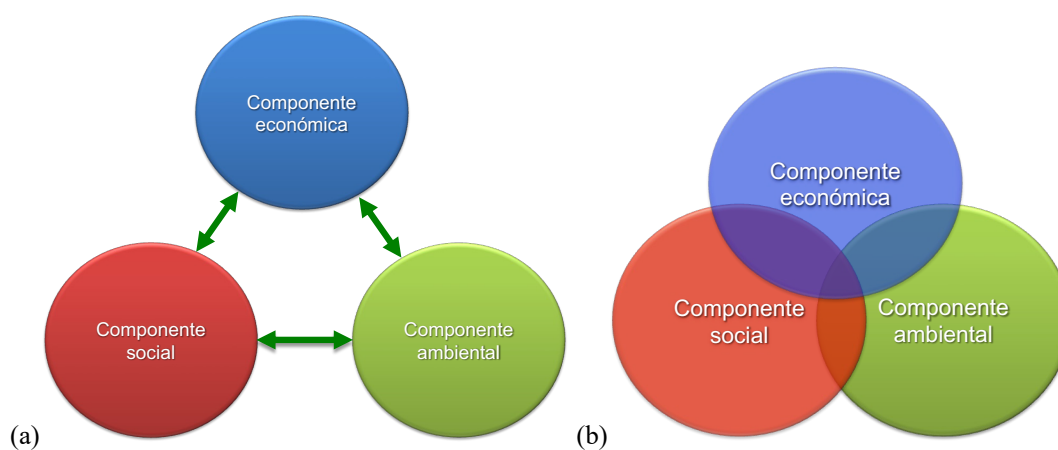 Componente
económica
Componente
social
Componente
ambiental
(a)
Componente
económica
Componente
social
Componente
ambiental
(b)